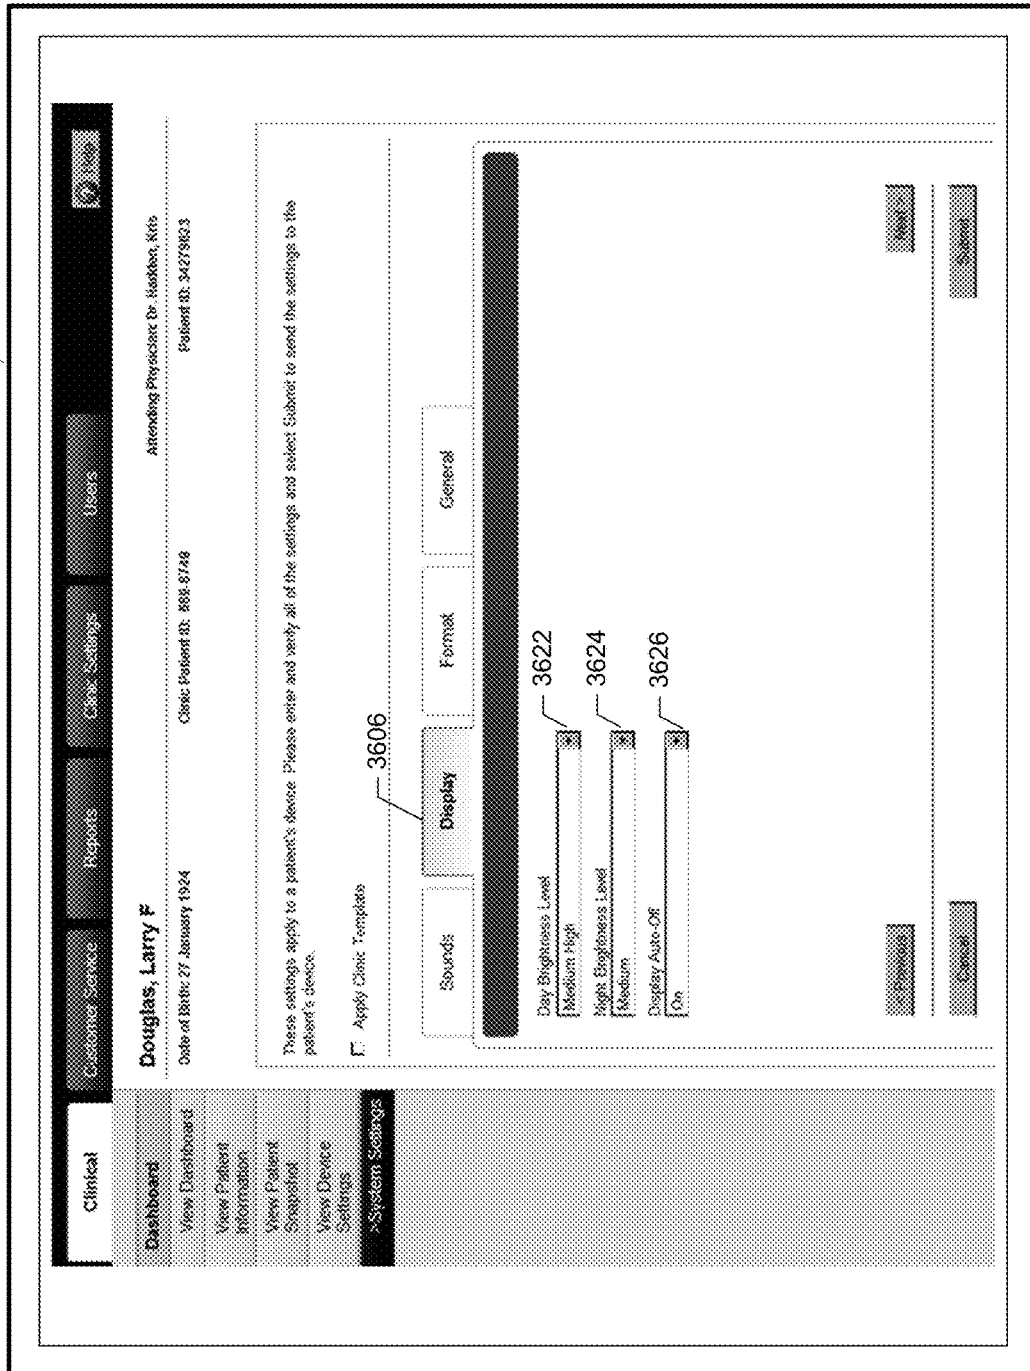 Clinical
Customer Service
Reports
Clinic Settings
Users
Help
Dashboard
View Dashboard
View Patient
Information
View Patient
Snapshot
View Device
Settings
>System Settings
Douglas, Larry F
Attending Physician: Dr. Kris
Date of Birth: 27 January 1924
Clinic Patient ID:
Patient ID:
These settings apply to a patient's device. Please enter and verify all of the settings and select Submit to send the settings to the
patient's device.
Apply Clinic Template
3606
Sounds
Display
Format
General
Day Brightness Level
Medium High
3622
Night Brightness Level
Medium
3624
Display Auto-Off
On
3626
< Previous
Next >
Cancel
Submit